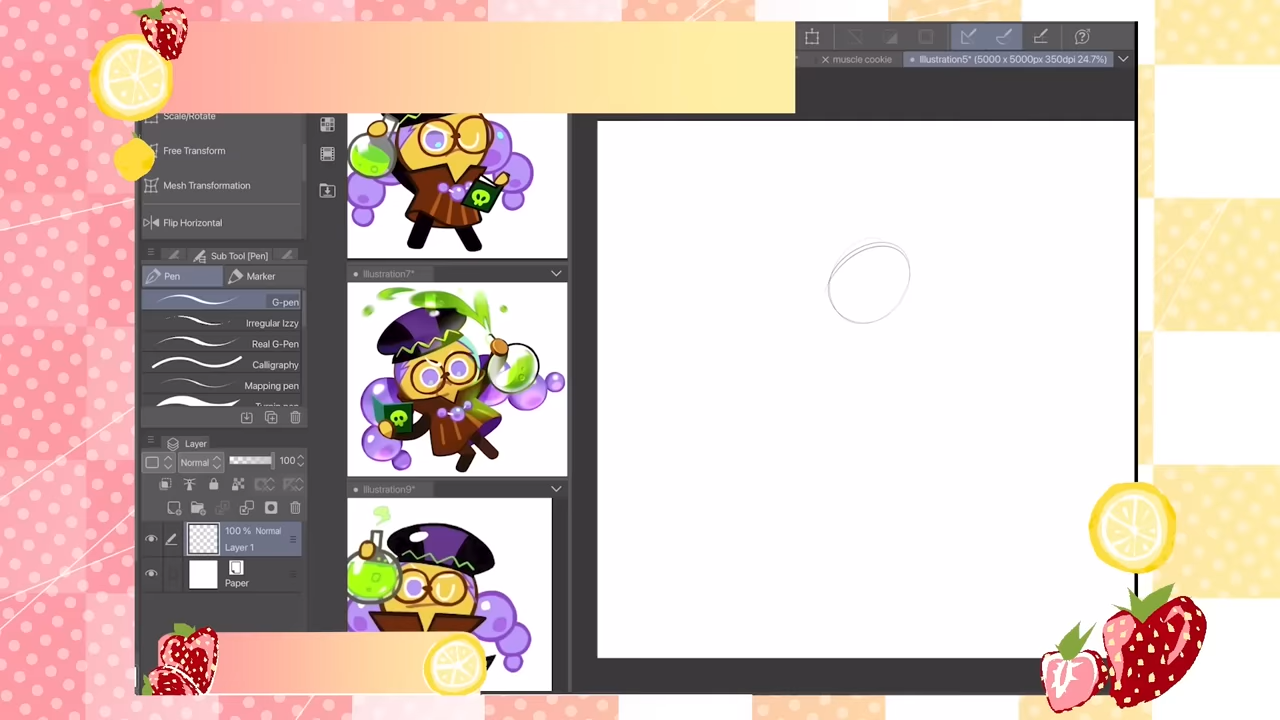 muscle cookie
Illustration5* (5000 x 5000px 350dpi 24.7%)
Scale/Rotate
Free Transform
Mesh Transformation
Flip Horizontal
Sub Tool [Pen]
Pen
Marker
G-pen
Irregular Izzy
Real G-Pen
Calligraphy
Mapping pen
Layer
Normal
100
100 % Normal
Layer 1
Paper
Illustration7*
Illustration9*